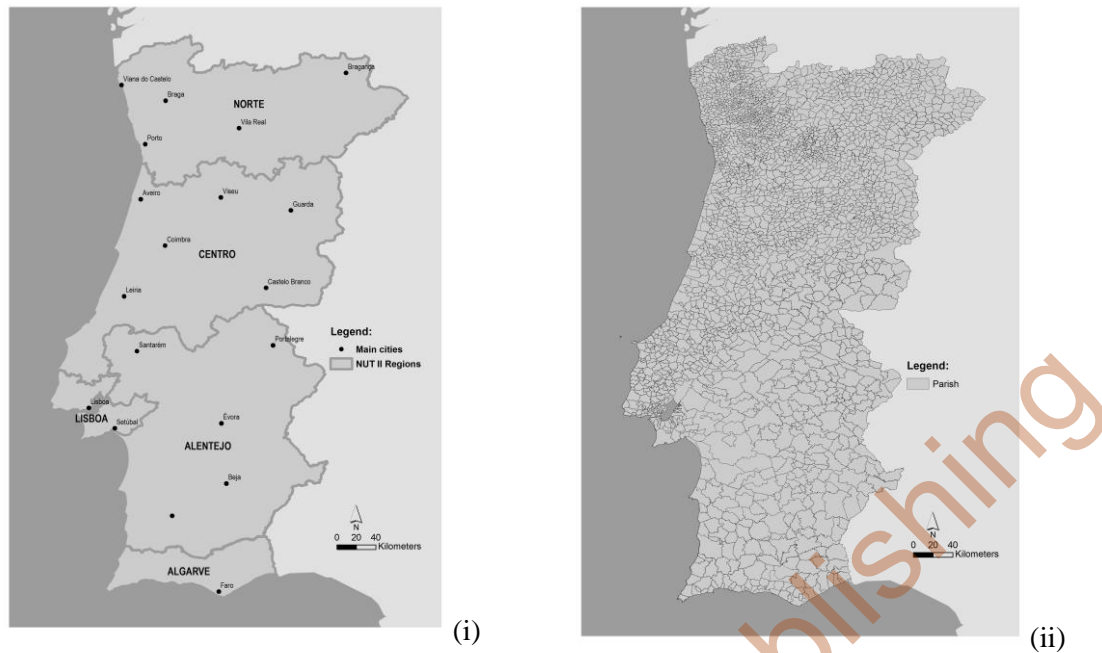 Viana do Castelo
Bragança
Braga
NORTE
Vila Real
Porto
Aveiro
Viseu
Guarda
Coimbra
CENTRO
Castelo Branco
Leiria
Legend:
Main cities
NUT II Regions
Santarém
Portalegre
Lisboa
LISBOA
Setúbal
Évora
ALENTEJO
Beja
N
0 20 40
Kilometers
ALGARVE
Faro
(i)
Legend:
Parish
N
0 20 40
Kilometers
(ii)
blishing